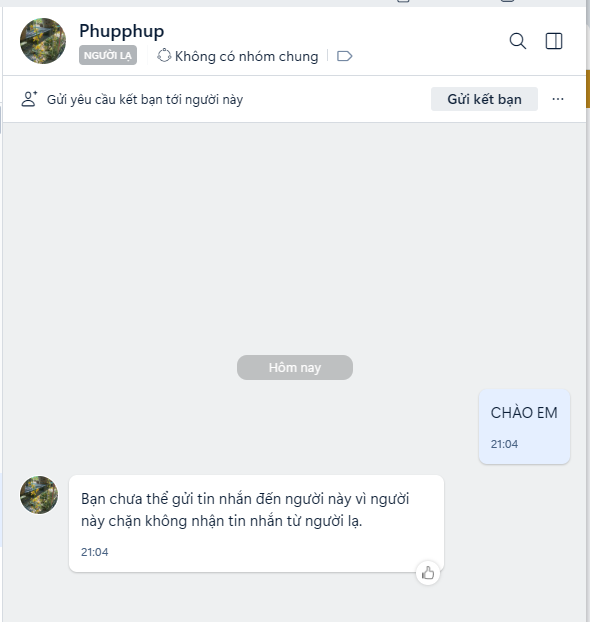 Phupphup
NGƯỜI LẠ
Không có nhóm chung
Gửi yêu cầu kết bạn tới người này
Gửi kết bạn
Hôm nay
CHÀO EM
21:04
Bạn chưa thể gửi tin nhắn đến người này vì người
này chặn không nhận tin nhắn từ người lạ.
21:04